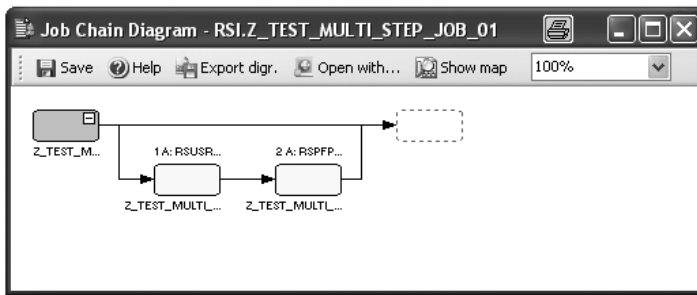 Job Chain Diagram - RSI.Z_TEST_MULTI_STEP_JOB_01
Save Help Export digr. Open with... Show map 100%
Z_TEST_M...
1 A: RSUSR... 2 A: RSPFP...
Z_TEST_MULTI_... Z_TEST_MULTI_...